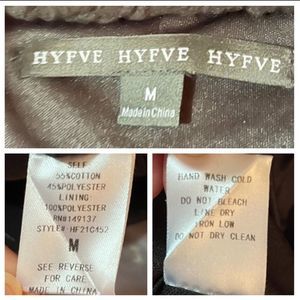 HYFVE HYFVE HYFVE
M
Made in China
SELF
55%COTTON
45%POLYESTER
LINING:
100%POLYESTER
RN#149137
STYLE#: HF21C452
M
SEE REVERSE
FOR CARE
MADE IN CHINA
HAND WASH COLD
WATER
DO NOT BLEACH
LINE DRY
IRON LOW
DO NOT DRY CLEAN